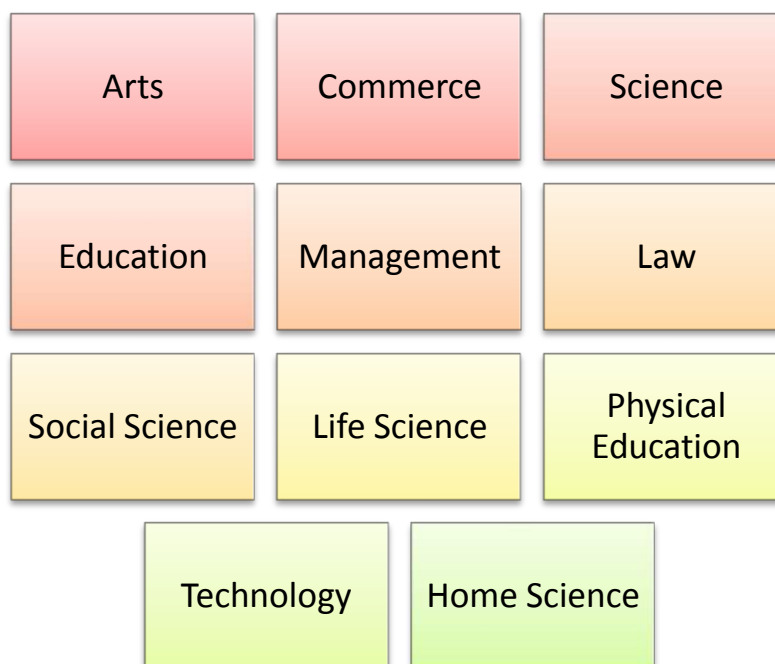 Arts
Commerce
Science
Education
Management
Law
Social Science
Life Science
Physical
Education
Technology
Home Science